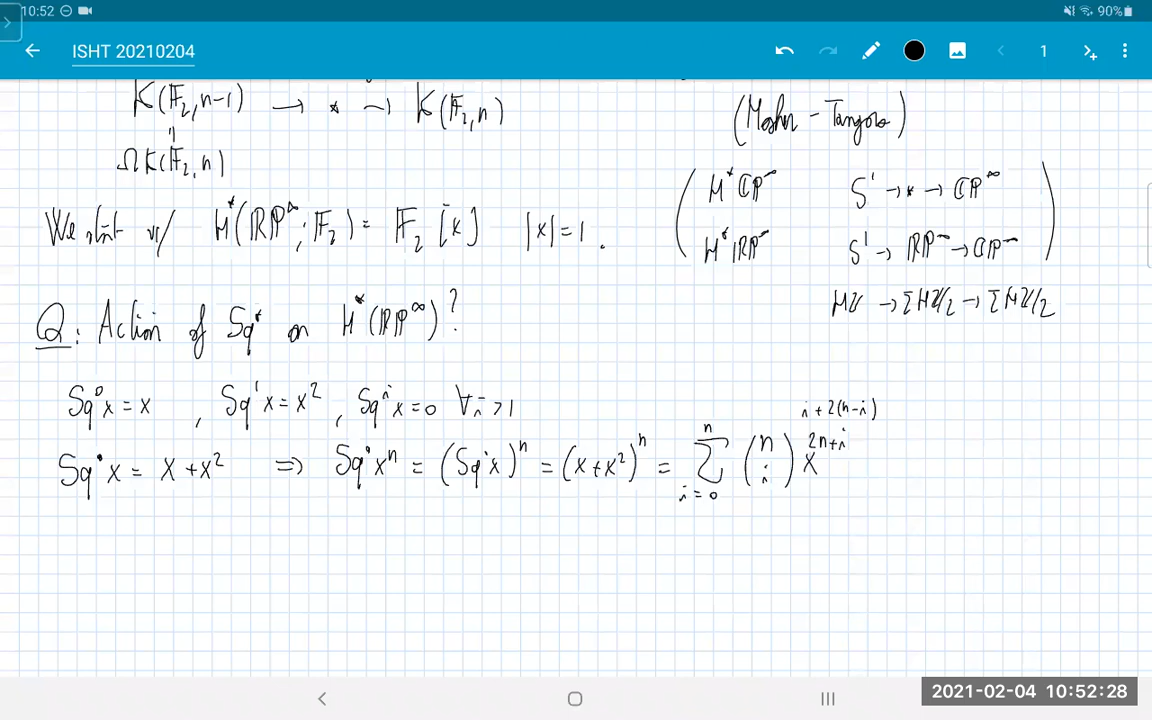 10:52 90%
ISHT 20210204 1
K(𝔽₂, n-1) → * → K(𝔽₂, n)
ΩK(𝔽₂, n)
(Mosher - Tangora)
( H*ℂP^∞ S¹ → * → ℂP^∞
H*ℝP^∞ S¹ → ℝP^∞ → ℂP^∞ )
Hℤ → ΣHℤ/2 → ΣHℤ/2
We start w/ H*(ℝP^∞; 𝔽₂) = 𝔽₂[x] |x| = 1.
Q: Action of Sq* on H*(ℝP^∞)?
Sq⁰x = x, Sq¹x = x², Sqⁱx = 0 ∀i > 1
i + 2(n-i)
Sq•x = x + x² ⟹ Sq•xⁿ = (Sq•x)ⁿ = (x + x²)ⁿ = Σ_{i=0}^{n} (n i) x^{2n+i}
2021-02-04 10:52:28